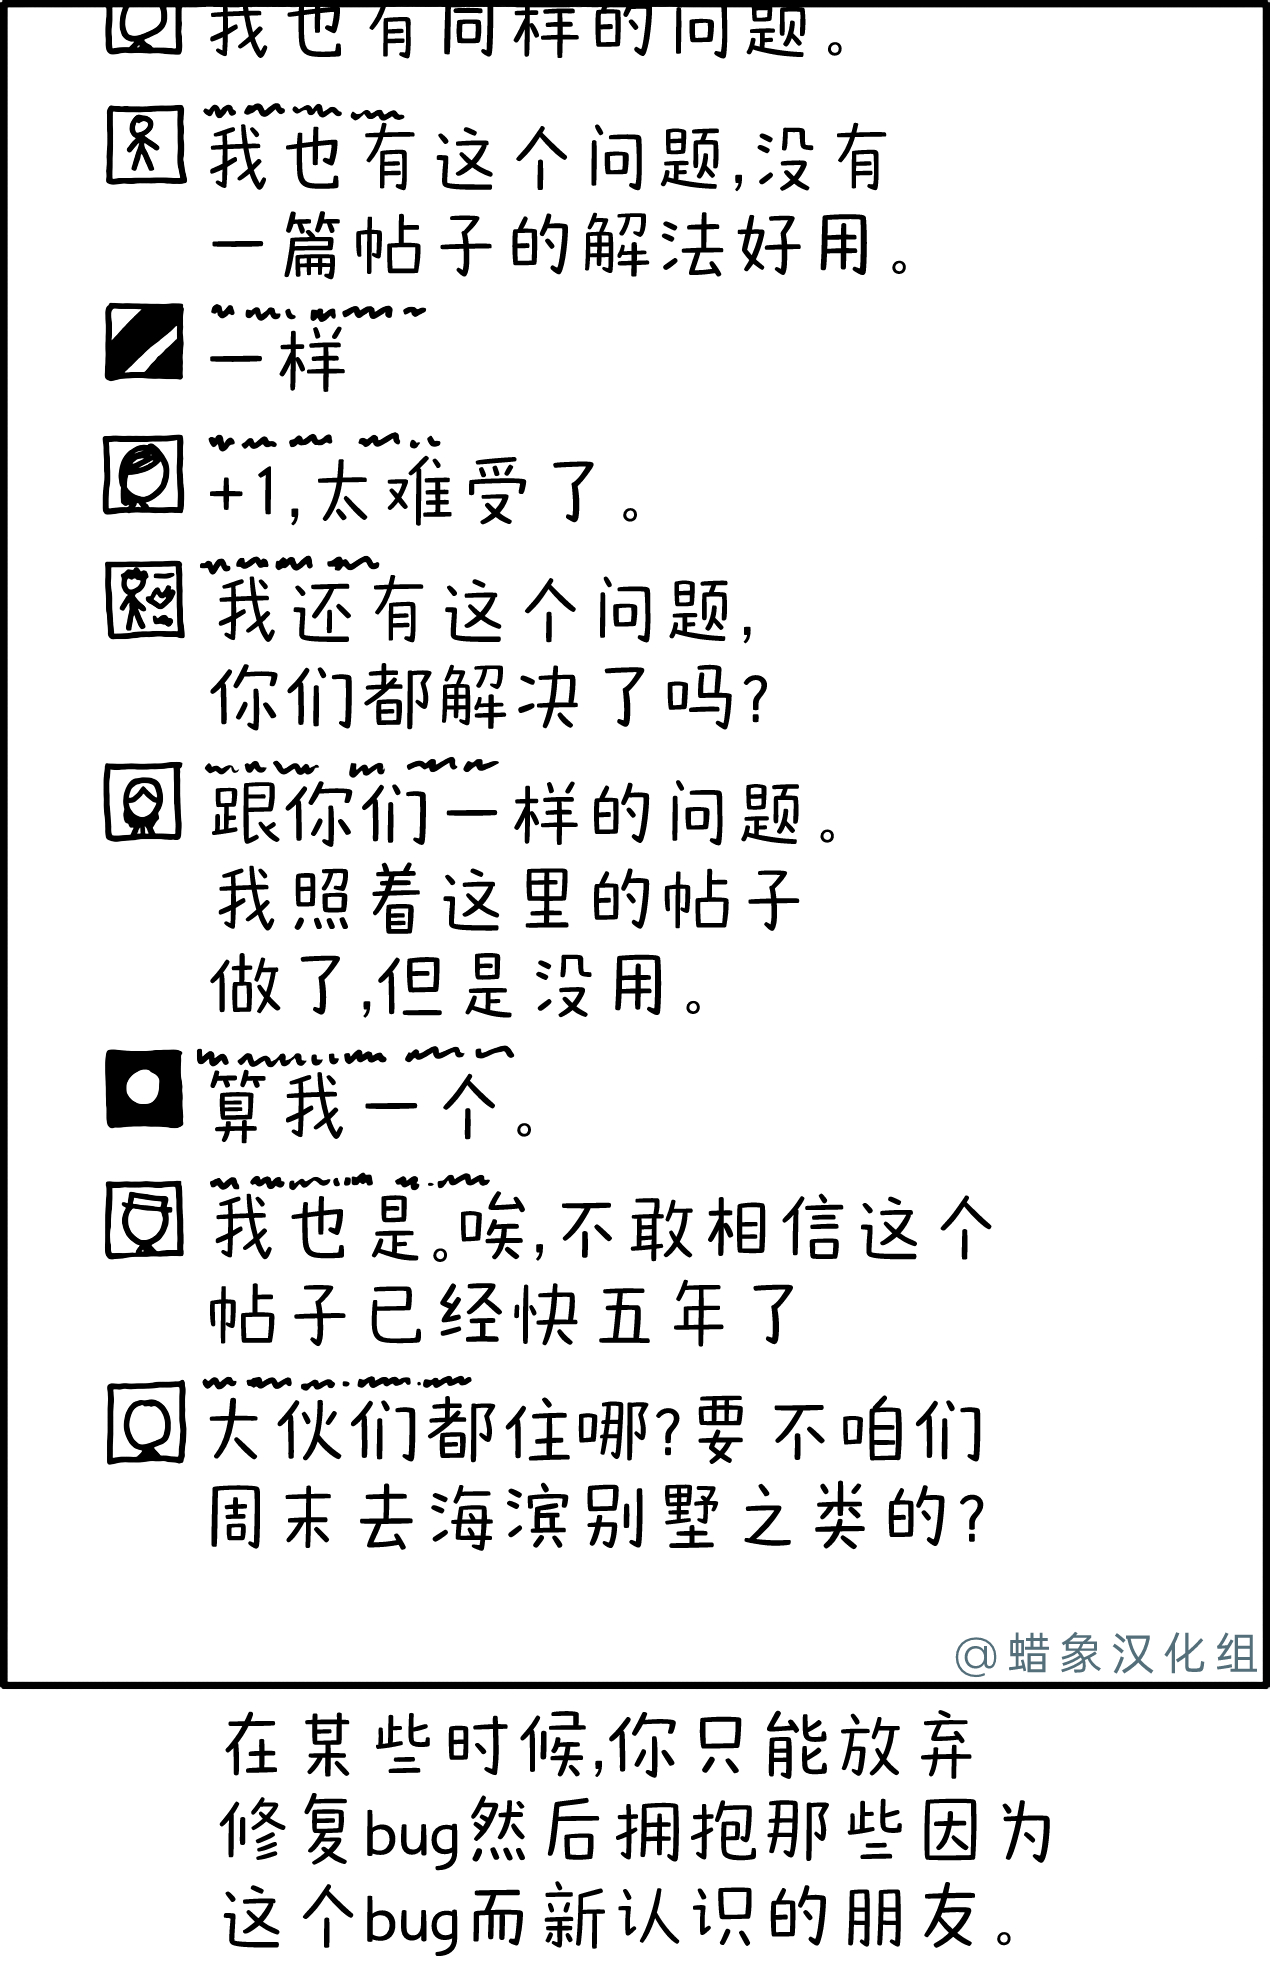 我也有同样的问题。
我也有这个问题,没有
一篇帖子的解法好用。
一样
+1,太难受了。
我还有这个问题,
你们都解决了吗?
跟你们一样的问题。
我照着这里的帖子
做了,但是没用。
算我一个。
我也是。唉,不敢相信这个
帖子已经快五年了
大伙们都住哪?要不咱们
周末去海滨别墅之类的?
@蜡象汉化组
在某些时候,你只能放弃
修复bug然后拥抱那些因为
这个bug而新认识的朋友。